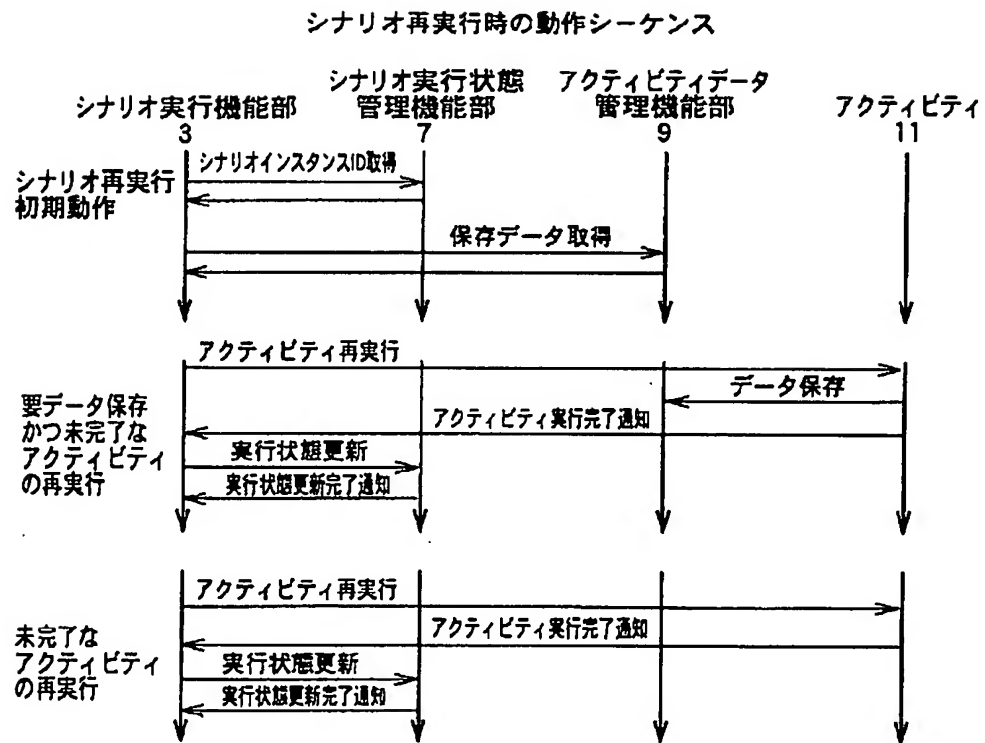 シナリオ再実行時の動作シーケンス
シナリオ実行機能部
3
シナリオ実行状態
管理機能部
7
アクティビティデータ
管理機能部
9
アクティビティ
11
シナリオ再実行
初期動作
シナリオインスタンスID取得
保存データ取得
要データ保存
かつ未完了な
アクティビティ
の再実行
アクティビティ再実行
データ保存
アクティビティ実行完了通知
実行状態更新
実行状態更新完了通知
未完了な
アクティビティ
の再実行
アクティビティ再実行
アクティビティ実行完了通知
実行状態更新
実行状態更新完了通知